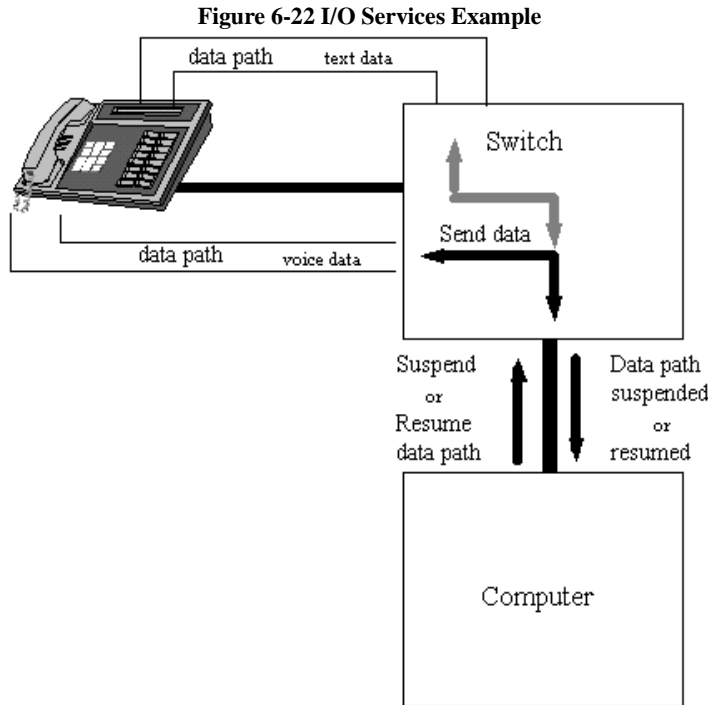 Figure 6-22 I/O Services Example
data path text data
Switch
Send data
data path voice data
Suspend
or
Resume
data path
Data path
suspended
or
resumed
Computer